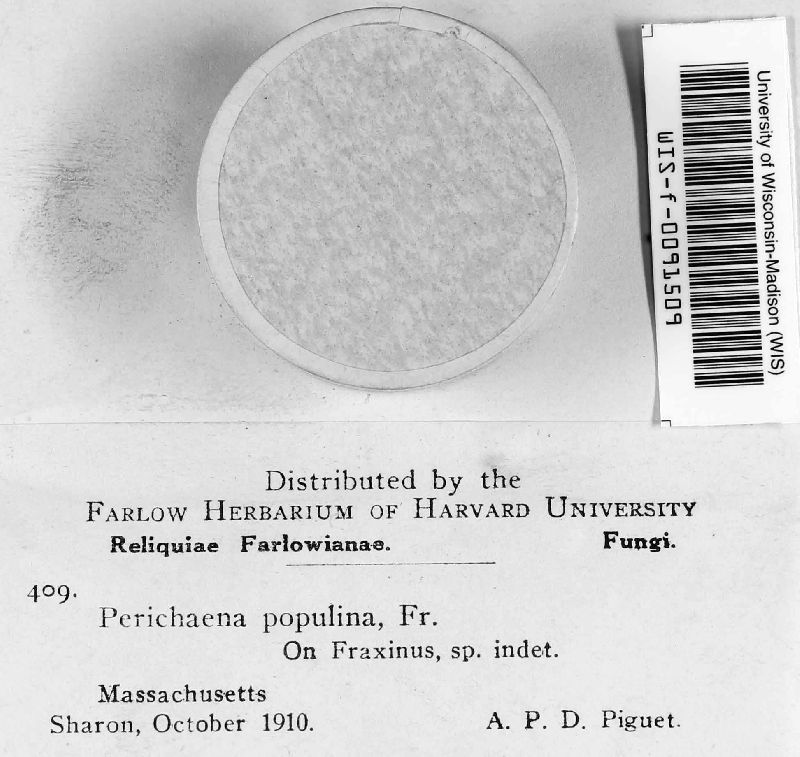 University of Wisconsin-Madison (WIS)
WIS-f-0091509
Distributed by the
FARLOW HERBARIUM OF HARVARD UNIVERSITY
Reliquiae Farlowianae. Fungi.
409.
Perichaena populina, Fr.
On Fraxinus, sp. indet.
Massachusetts
Sharon, October 1910. A. P. D. Piguet.